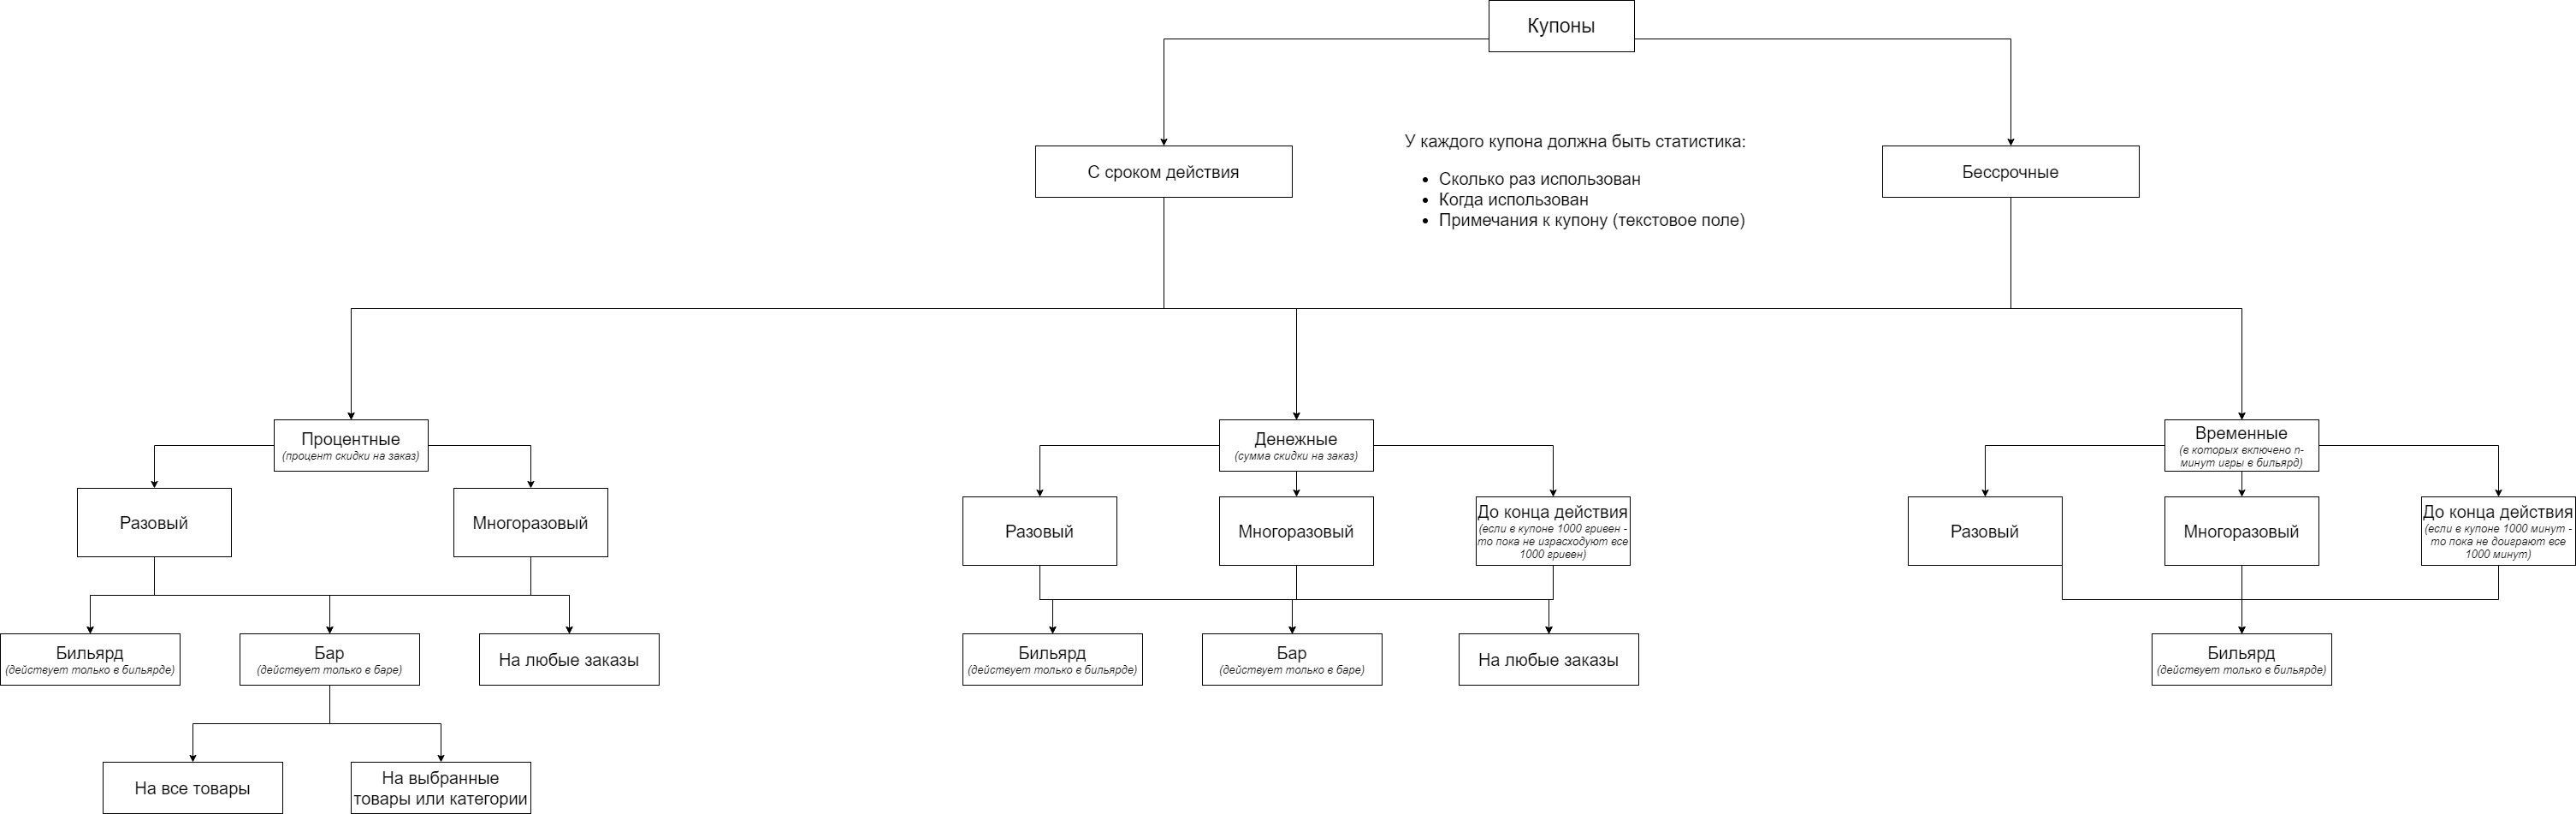 Купоны
У каждого купона должна быть статистика:
С сроком действия
Бессрочные
• Сколько раз использован
• Когда использован
• Примечания к купону (текстовое поле)
Процентные
(процент скидки на заказ)
Денежные
(сумма скидки на заказ)
Временные
(в которых включено n-
минут игры в бильярд)
Разовый
Многоразовый
Разовый
Многоразовый
До конца действия
(если в купоне 1000 гривен -
то пока не израсходуют все
1000 гривен)
Разовый
Многоразовый
До конца действия
(если в купоне 1000 минут -
то пока не доиграют все
1000 минут)
Бильярд
(действует только в бильярде)
Бар
(действует только в баре)
На любые заказы
Бильярд
(действует только в бильярде)
Бар
(действует только в баре)
На любые заказы
Бильярд
(действует только в бильярде)
На все товары
На выбранные
товары или категории